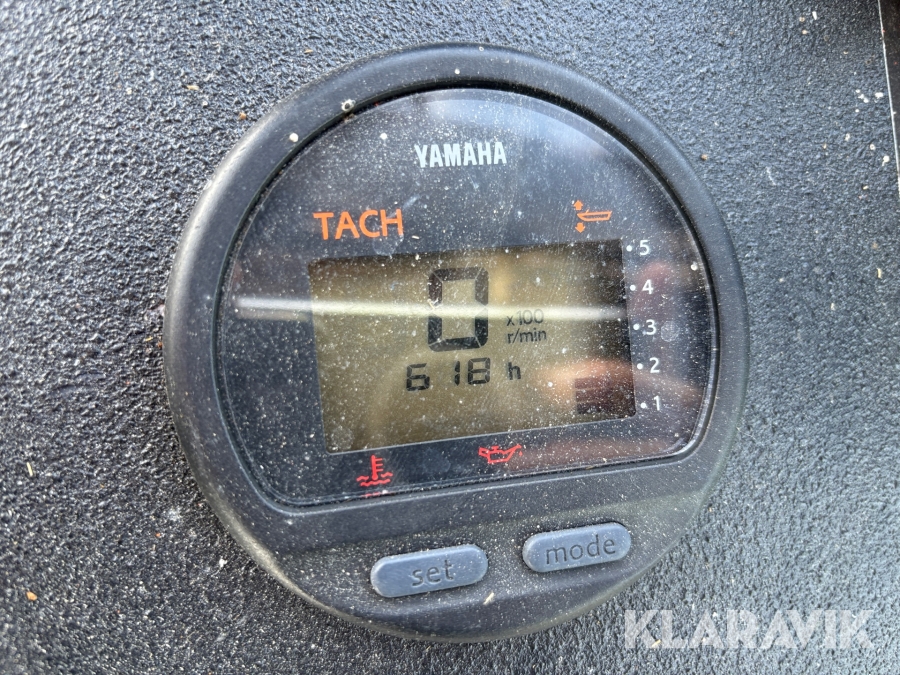 YAMAHA
TACH
5
4
3
2
1
0
x100
r/min
618 h
set
mode
KLARAVIK